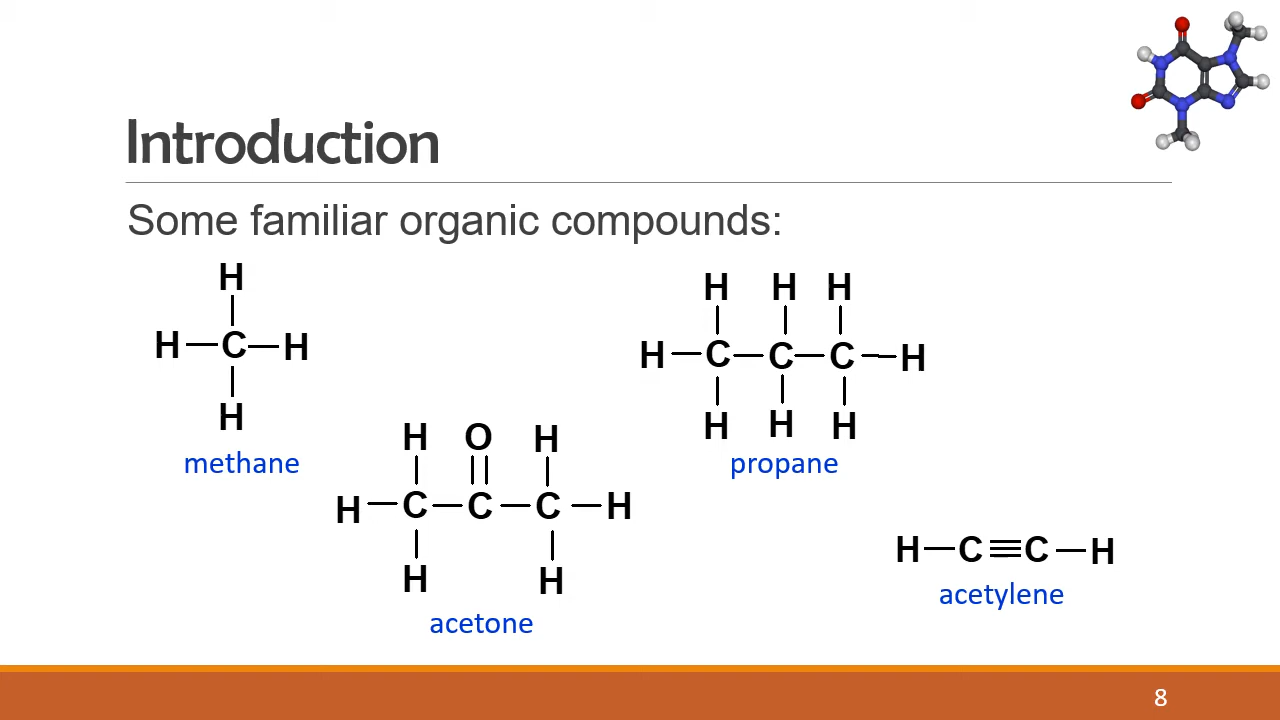 Introduction
Some familiar organic compounds:
H
H C H
H
methane
H H H
H C C C H
H H H
propane
H O H
H C C C H
H H
acetone
H C C H
acetylene
8